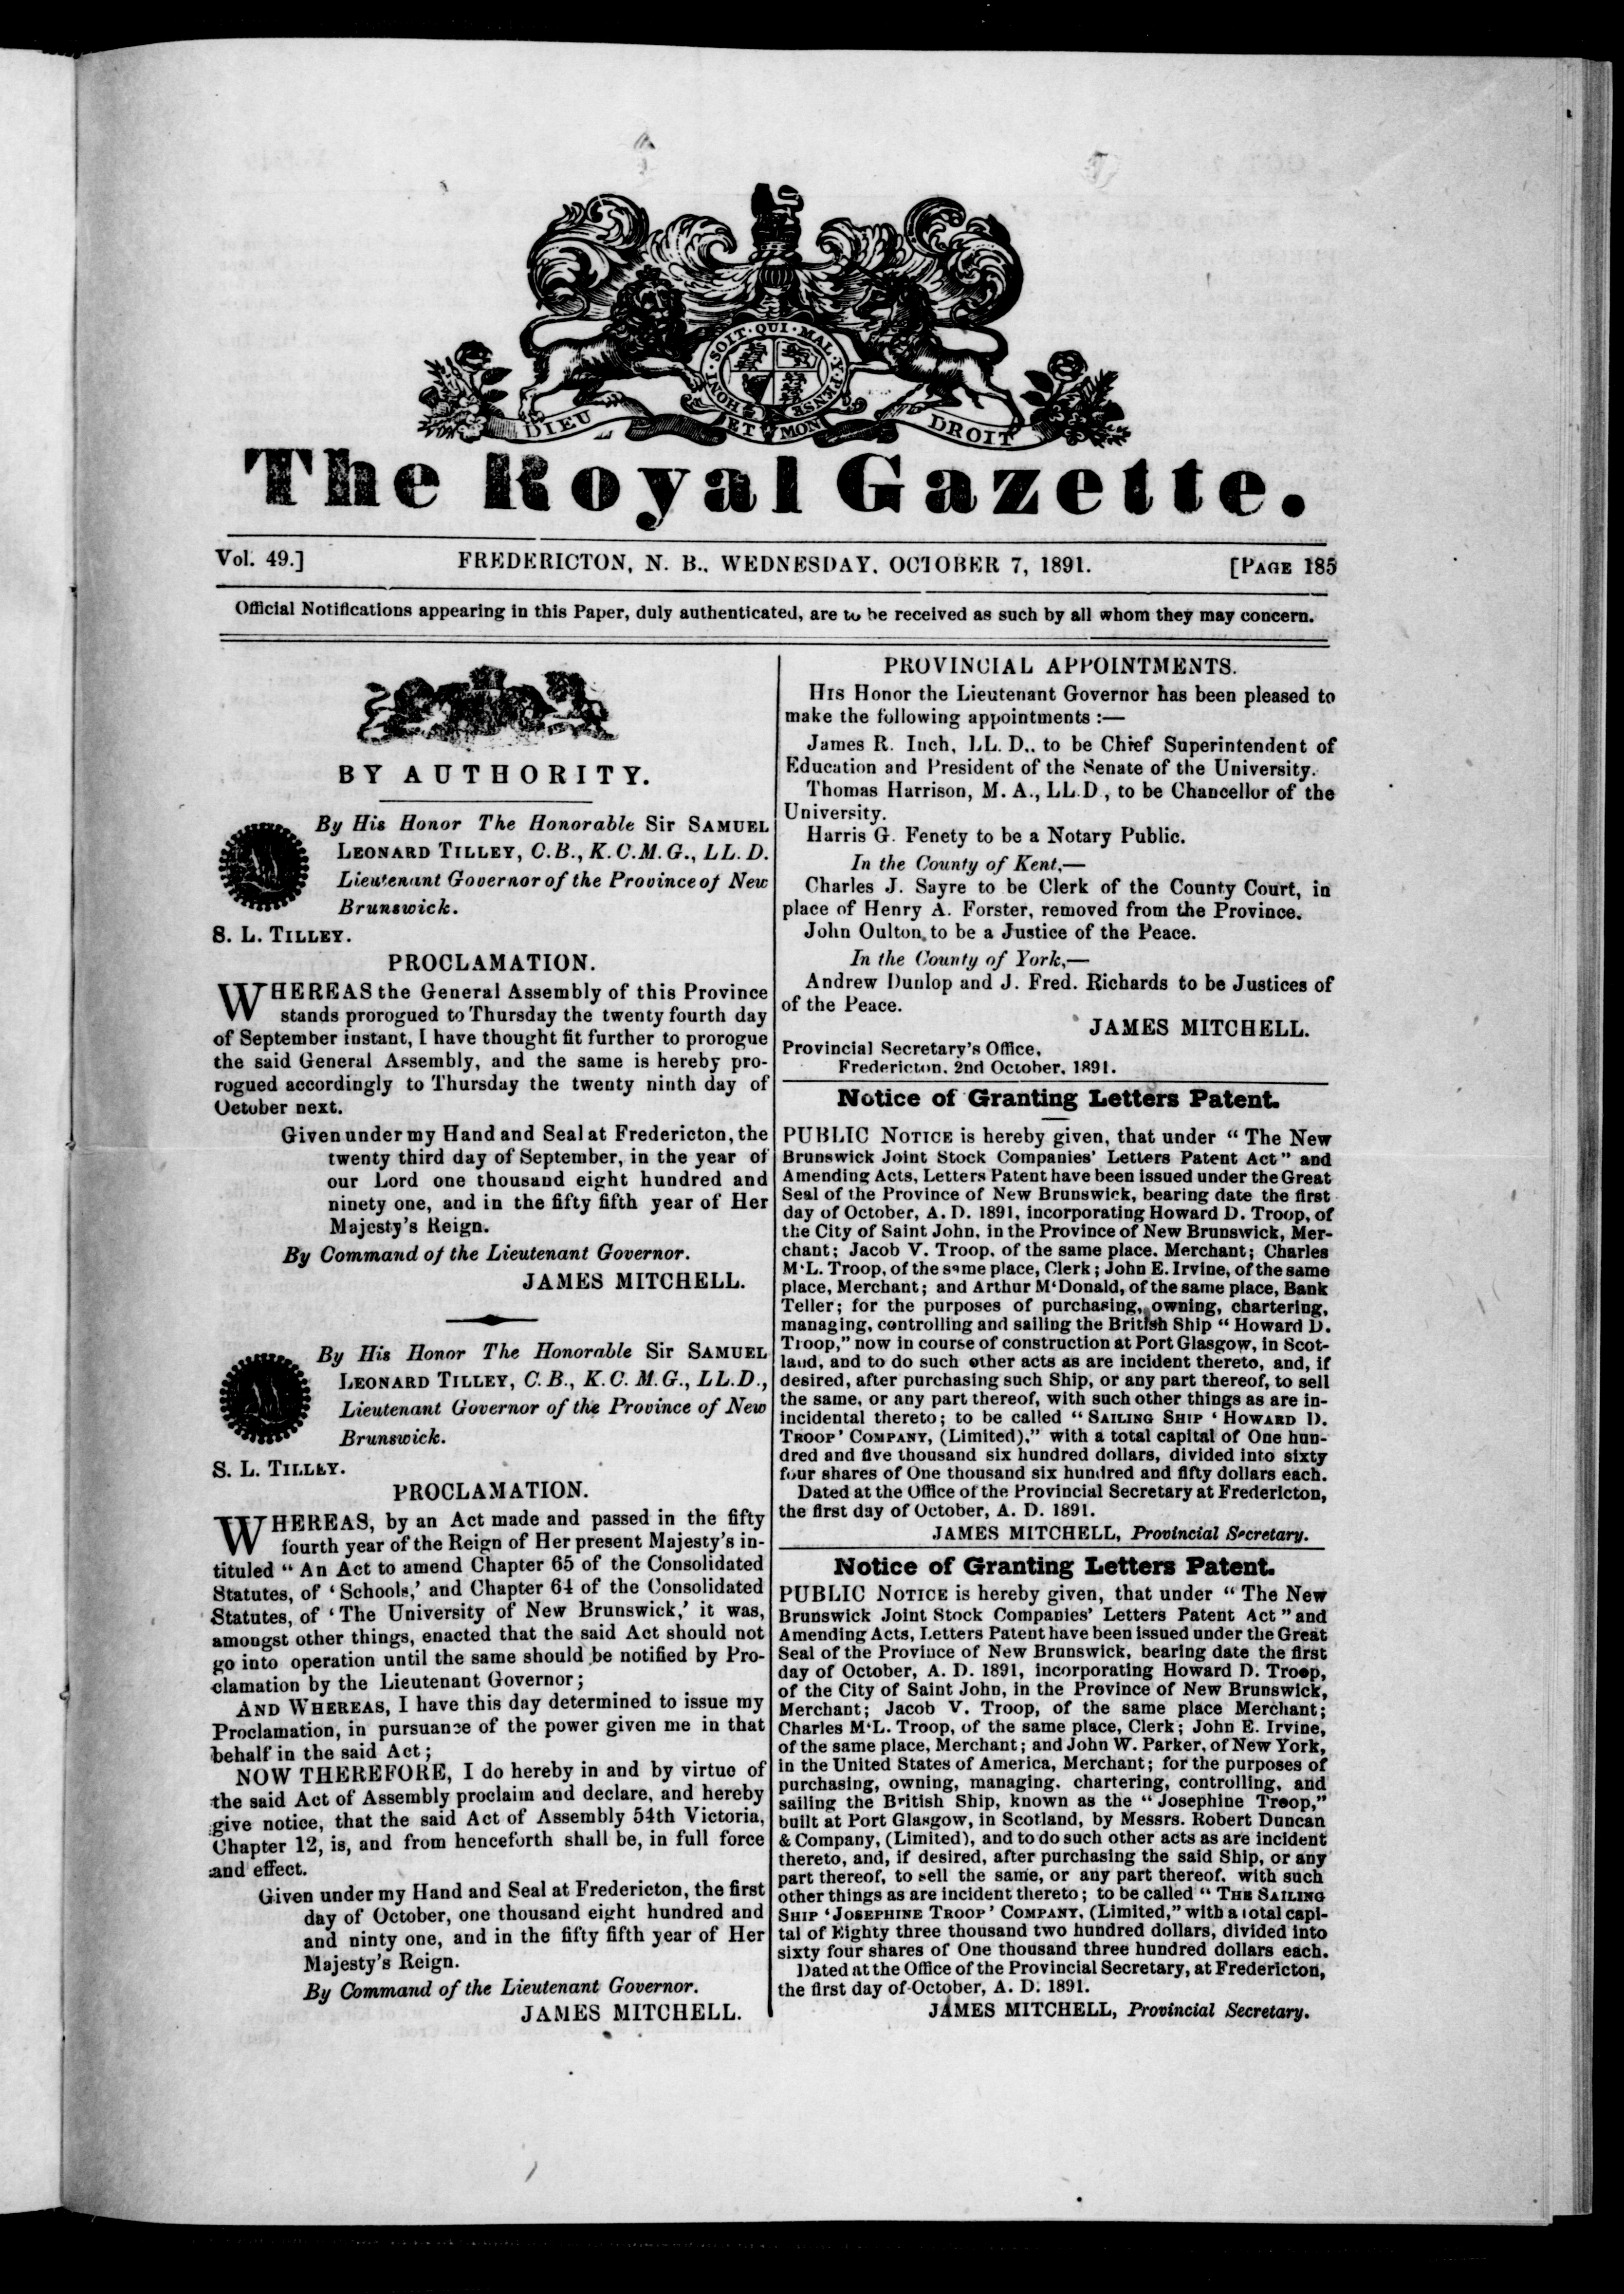 HONI · SOIT · QUI · MAL · Y · PENSE
DIEU ET MON DROIT
The Royal Gazette.
Vol. 49.] FREDERICTON, N. B., WEDNESDAY, OCTOBER 7, 1891. [PAGE 185
Official Notifications appearing in this Paper, duly authenticated, are to be received as such by all whom they may concern.
BY AUTHORITY.
By His Honor The Honorable Sir SAMUEL
LEONARD TILLEY, C.B., K.C.M.G., LL.D.
Lieutenant Governor of the Province of New
Brunswick.
S. L. TILLEY.
PROCLAMATION.
WHEREAS the General Assembly of this Province
stands prorogued to Thursday the twenty fourth day
of September instant, I have thought fit further to prorogue
the said General Assembly, and the same is hereby pro-
rogued accordingly to Thursday the twenty ninth day of
October next.
Given under my Hand and Seal at Fredericton, the
twenty third day of September, in the year of
our Lord one thousand eight hundred and
ninety one, and in the fifty fifth year of Her
Majesty's Reign.
By Command of the Lieutenant Governor.
JAMES MITCHELL.
By His Honor The Honorable Sir SAMUEL
LEONARD TILLEY, C.B., K.C.M.G., LL.D.,
Lieutenant Governor of the Province of New
Brunswick.
S. L. TILLEY.
PROCLAMATION.
WHEREAS, by an Act made and passed in the fifty
fourth year of the Reign of Her present Majesty's in-
tituled "An Act to amend Chapter 65 of the Consolidated
Statutes, of 'Schools,' and Chapter 64 of the Consolidated
Statutes, of 'The University of New Brunswick,' it was,
amongst other things, enacted that the said Act should not
go into operation until the same should be notified by Pro-
clamation by the Lieutenant Governor;
AND WHEREAS, I have this day determined to issue my
Proclamation, in pursuance of the power given me in that
behalf in the said Act;
NOW THEREFORE, I do hereby in and by virtue of
the said Act of Assembly proclaim and declare, and hereby
give notice, that the said Act of Assembly 54th Victoria,
Chapter 12, is, and from henceforth shall be, in full force
and effect.
Given under my Hand and Seal at Fredericton, the first
day of October, one thousand eight hundred and
and ninty one, and in the fifty fifth year of Her
Majesty's Reign.
By Command of the Lieutenant Governor.
JAMES MITCHELL.
PROVINCIAL APPOINTMENTS.
HIS Honor the Lieutenant Governor has been pleased to
make the following appointments :—
James R. Inch, LL. D., to be Chief Superintendent of
Education and President of the Senate of the University.
Thomas Harrison, M. A., LL.D., to be Chancellor of the
University.
Harris G. Fenety to be a Notary Public.
In the County of Kent,—
Charles J. Sayre to be Clerk of the County Court, in
place of Henry A. Forster, removed from the Province.
John Oulton, to be a Justice of the Peace.
In the County of York,—
Andrew Dunlop and J. Fred. Richards to be Justices of
of the Peace.
JAMES MITCHELL.
Provincial Secretary's Office,
Fredericton, 2nd October, 1891.
Notice of Granting Letters Patent.
PUBLIC NOTICE is hereby given, that under "The New
Brunswick Joint Stock Companies' Letters Patent Act" and
Amending Acts, Letters Patent have been issued under the Great
Seal of the Province of New Brunswick, bearing date the first
day of October, A. D. 1891, incorporating Howard D. Troop, of
the City of Saint John, in the Province of New Brunswick, Mer-
chant; Jacob V. Troop, of the same place, Merchant; Charles
M'L. Troop, of the same place, Clerk; John E. Irvine, of the same
place, Merchant; and Arthur M'Donald, of the same place, Bank
Teller; for the purposes of purchasing, owning, chartering,
managing, controlling and sailing the British Ship "Howard D.
Troop," now in course of construction at Port Glasgow, in Scot-
land, and to do such other acts as are incident thereto, and, if
desired, after purchasing such Ship, or any part thereof, to sell
the same, or any part thereof, with such other things as are in-
incidental thereto; to be called "SAILING SHIP 'HOWARD D.
TROOP' COMPANY, (Limited)," with a total capital of One hun-
dred and five thousand six hundred dollars, divided into sixty
four shares of One thousand six hundred and fifty dollars each.
Dated at the Office of the Provincial Secretary at Fredericton,
the first day of October, A. D. 1891.
JAMES MITCHELL, Provincial Secretary.
Notice of Granting Letters Patent.
PUBLIC NOTICE is hereby given, that under "The New
Brunswick Joint Stock Companies' Letters Patent Act" and
Amending Acts, Letters Patent have been issued under the Great
Seal of the Province of New Brunswick, bearing date the first
day of October, A. D. 1891, incorporating Howard D. Troop,
of the City of Saint John, in the Province of New Brunswick,
Merchant; Jacob V. Troop, of the same place Merchant;
Charles M'L. Troop, of the same place, Clerk; John E. Irvine,
of the same place, Merchant; and John W. Parker, of New York,
in the United States of America, Merchant; for the purposes of
purchasing, owning, managing, chartering, controlling, and
sailing the British Ship, known as the "Josephine Troop,"
built at Port Glasgow, in Scotland, by Messrs. Robert Duncan
& Company, (Limited), and to do such other acts as are incident
thereto, and, if desired, after purchasing the said Ship, or any
part thereof, to sell the same, or any part thereof, with such
other things as are incident thereto; to be called "THE SAILING
SHIP 'JOSEPHINE TROOP' COMPANY, (Limited," with a total capi-
tal of Eighty three thousand two hundred dollars, divided into
sixty four shares of One thousand three hundred dollars each.
Dated at the Office of the Provincial Secretary, at Fredericton,
the first day of October, A. D. 1891.
JAMES MITCHELL, Provincial Secretary.